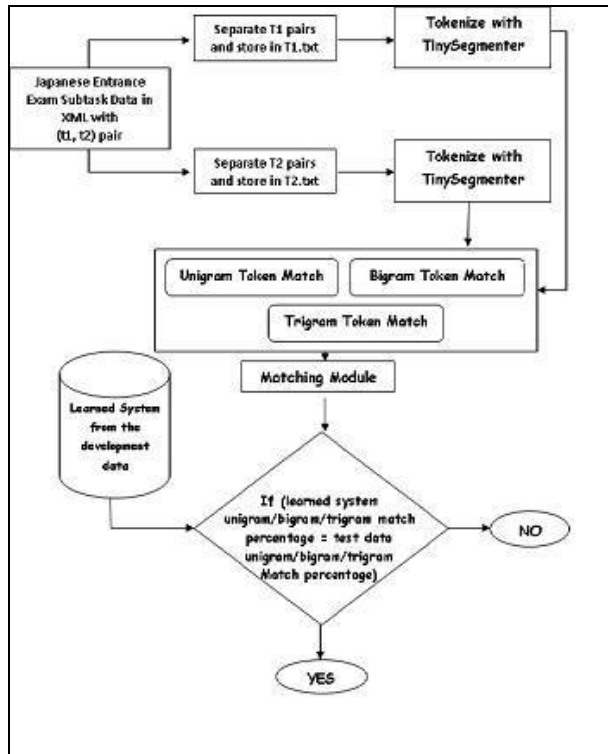 Separate T1 pairs
and store in T1.txt
Tokenize with
TinySegmenter
Japanese Entrance
Exam Subtask Data in
XML with
(t1, t2) pair
Separate T2 pairs
and store in T2.txt
Tokenize with
TinySegmenter
Unigram Token Match
Bigram Token Match
Trigram Token Match
Matching Module
Learned System
from the
development
data
If (learned system
unigram/bigram/trigram match
percentage = test data
unigram/bigram/trigram
Match percentage)
NO
YES